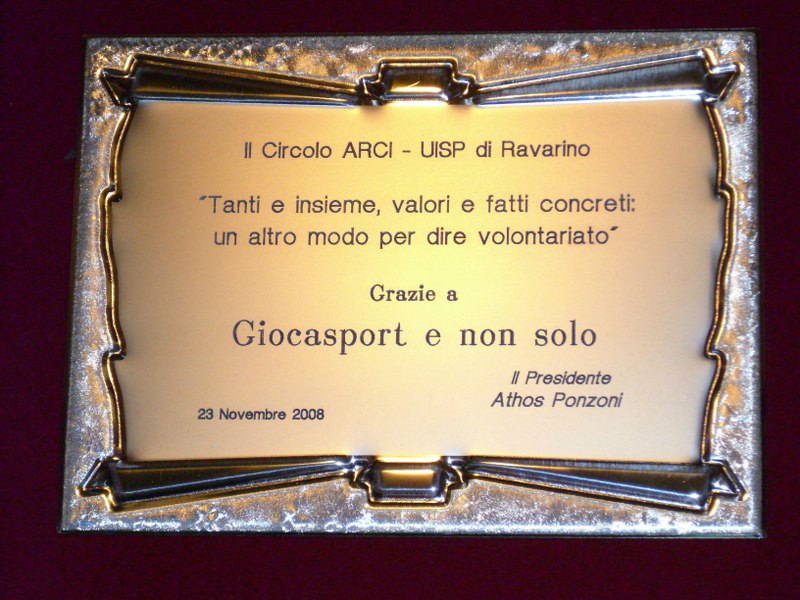 Il Circolo ARCI - UISP di Ravarino
"Tanti e insieme, valori e fatti concreti:
un altro modo per dire volontariato"
Grazie a
Giocasport e non solo
Il Presidente
Athos Ponzoni
23 Novembre 2008